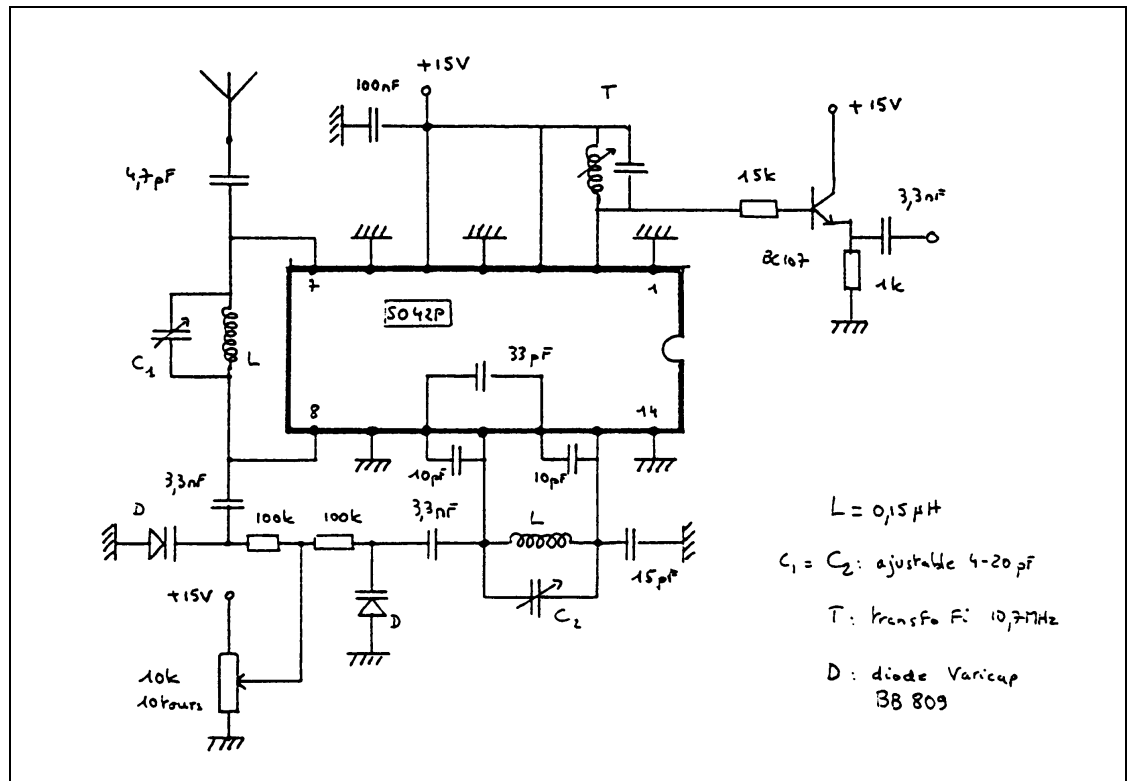 +15V
100nF
T
+15V
4,7pF
15k
3,3nF
BC107
1k
7
1
SO42P
C1
L
33pF
8
14
10pF
10pF
3,3nF
D
100k
100k
3,3nF
L
15pF
+15V
D
C2
10k
10tours
L = 0,15 µH
C1 = C2 : ajustable 4-20 pF
T : transfo Fi 10,7MHz
D : diode Varicap
BB 809